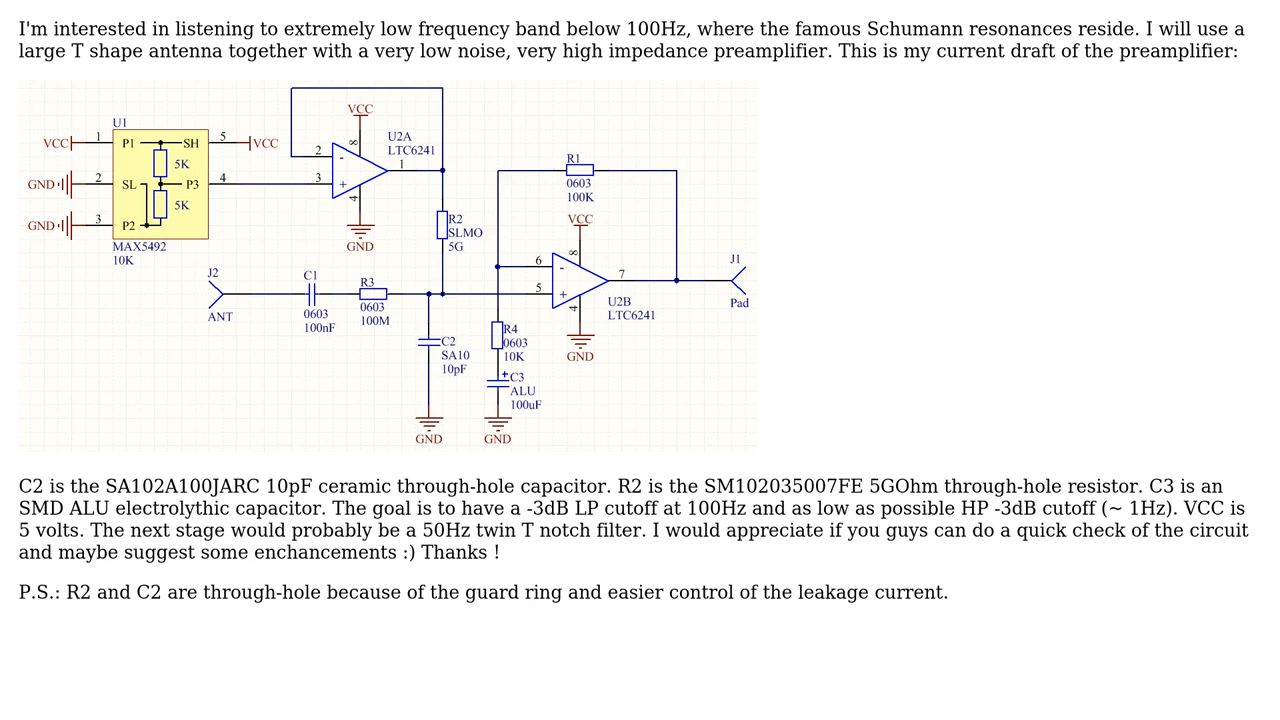 I'm interested in listening to extremely low frequency band below 100Hz, where the famous Schumann resonances reside. I will use a
large T shape antenna together with a very low noise, very high impedance preamplifier. This is my current draft of the preamplifier:
U1
VCC 1 P1 SH 5 VCC
5K
GND 2 SL P3 4
5K
GND 3 P2
MAX5492
10K
VCC
8
U2A
LTC6241
2 - 1
3 +
4
GND
R2
SLMO
5G
R1
0603
100K
VCC
8
6 - 7
5 +
4
U2B
LTC6241
GND
J1
Pad
J2
ANT
C1
0603
100nF
R3
0603
100M
C2
SA10
10pF
GND
R4
0603
10K
+ C3
ALU
100uF
GND
C2 is the SA102A100JARC 10pF ceramic through-hole capacitor. R2 is the SM102035007FE 5GOhm through-hole resistor. C3 is an
SMD ALU electrolythic capacitor. The goal is to have a -3dB LP cutoff at 100Hz and as low as possible HP -3dB cutoff (~ 1Hz). VCC is
5 volts. The next stage would probably be a 50Hz twin T notch filter. I would appreciate if you guys can do a quick check of the circuit
and maybe suggest some enchancements :) Thanks !
P.S.: R2 and C2 are through-hole because of the guard ring and easier control of the leakage current.